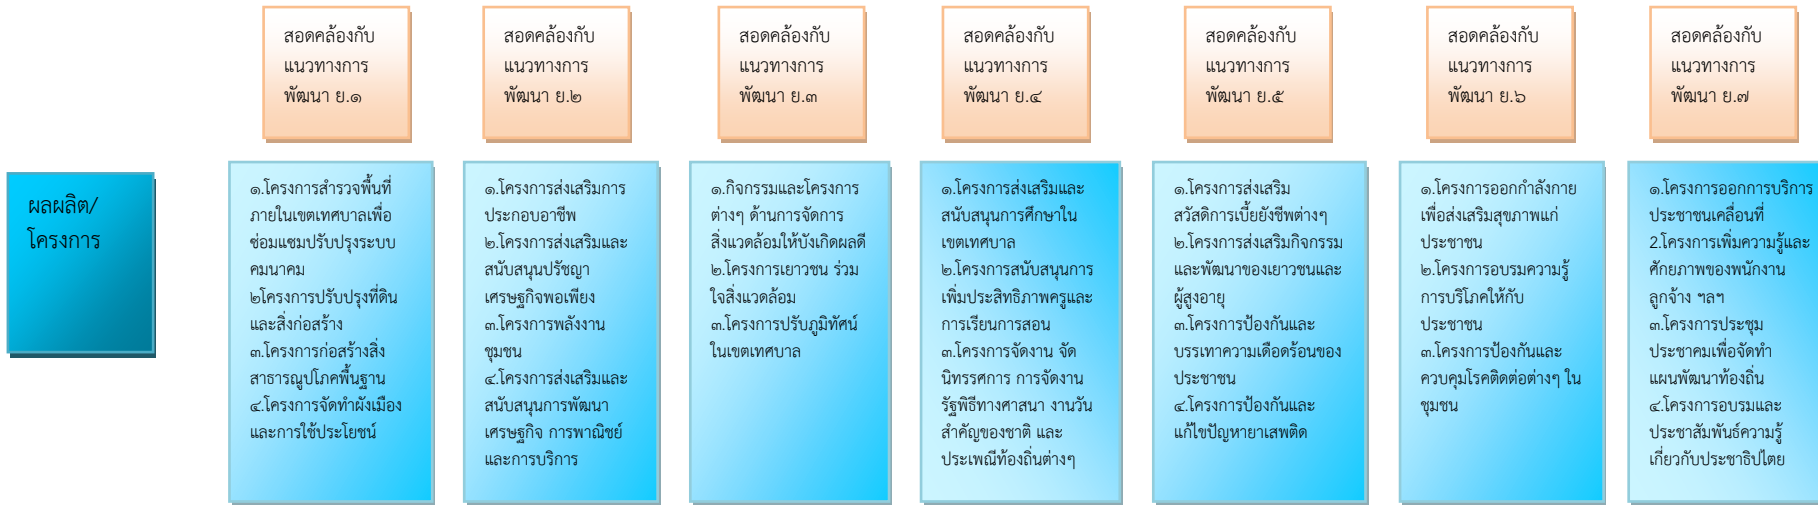 สอดคล้องกับ
แนวทางการ
พัฒนา ย.๑
สอดคล้องกับ
แนวทางการ
พัฒนา ย.๒
สอดคล้องกับ
แนวทางการ
พัฒนา ย.๓
สอดคล้องกับ
แนวทางการ
พัฒนา ย.๔
สอดคล้องกับ
แนวทางการ
พัฒนา ย.๕
สอดคล้องกับ
แนวทางการ
พัฒนา ย.๖
สอดคล้องกับ
แนวทางการ
พัฒนา ย.๗
ผลผลิต/
โครงการ
๑.โครงการสำรวจพื้นที่
ภายในเขตเทศบาลเพื่อ
ซ่อมแซมปรับปรุงระบบ
คมนาคม
๒โครงการปรับปรุงที่ดิน
และสิ่งก่อสร้าง
๓.โครงการก่อสร้างสิ่ง
สาธารณูปโภคพื้นฐาน
๔.โครงการจัดทำผังเมือง
และการใช้ประโยชน์
๑.โครงการส่งเสริมการ
ประกอบอาชีพ
๒.โครงการส่งเสริมและ
สนับสนุนปรัชญา
เศรษฐกิจพอเพียง
๓.โครงการพลังงาน
ชุมชน
๔.โครงการส่งเสริมและ
สนับสนุนการพัฒนา
เศรษฐกิจ การพาณิชย์
และการบริการ
๑.กิจกรรมและโครงการ
ต่างๆ ด้านการจัดการ
สิ่งแวดล้อมให้บังเกิดผลดี
๒.โครงการเยาวชน ร่วม
ใจสิ่งแวดล้อม
๓.โครงการปรับภูมิทัศน์
ในเขตเทศบาล
๑.โครงการส่งเสริมและ
สนับสนุนการศึกษาใน
เขตเทศบาล
๒.โครงการสนับสนุนการ
เพิ่มประสิทธิภาพครูและ
การเรียนการสอน
๓.โครงการจัดงาน จัด
นิทรรศการ การจัดงาน
รัฐพิธีทางศาสนา งานวัน
สำคัญของชาติ และ
ประเพณีท้องถิ่นต่างๆ
๑.โครงการส่งเสริม
สวัสดิการเบี้ยยังชีพต่างๆ
๒.โครงการส่งเสริมกิจกรรม
และพัฒนาของเยาวชนและ
ผู้สูงอายุ
๓.โครงการป้องกันและ
บรรเทาความเดือดร้อนของ
ประชาชน
๔.โครงการป้องกันและ
แก้ไขปัญหายาเสพติด
๑.โครงการออกกำลังกาย
เพื่อส่งเสริมสุขภาพแก่
ประชาชน
๒.โครงการอบรมความรู้
การบริโภคให้กับ
ประชาชน
๓.โครงการป้องกันและ
ควบคุมโรคติดต่อต่างๆ ใน
ชุมชน
๑.โครงการออกการบริการ
ประชาชนเคลื่อนที่
2.โครงการเพิ่มความรู้และ
ศักยภาพของพนักงาน
ลูกจ้าง ฯลฯ
๓.โครงการประชุม
ประชาคมเพื่อจัดทำ
แผนพัฒนาท้องถิ่น
๔.โครงการอบรมและ
ประชาสัมพันธ์ความรู้
เกี่ยวกับประชาธิปไตย